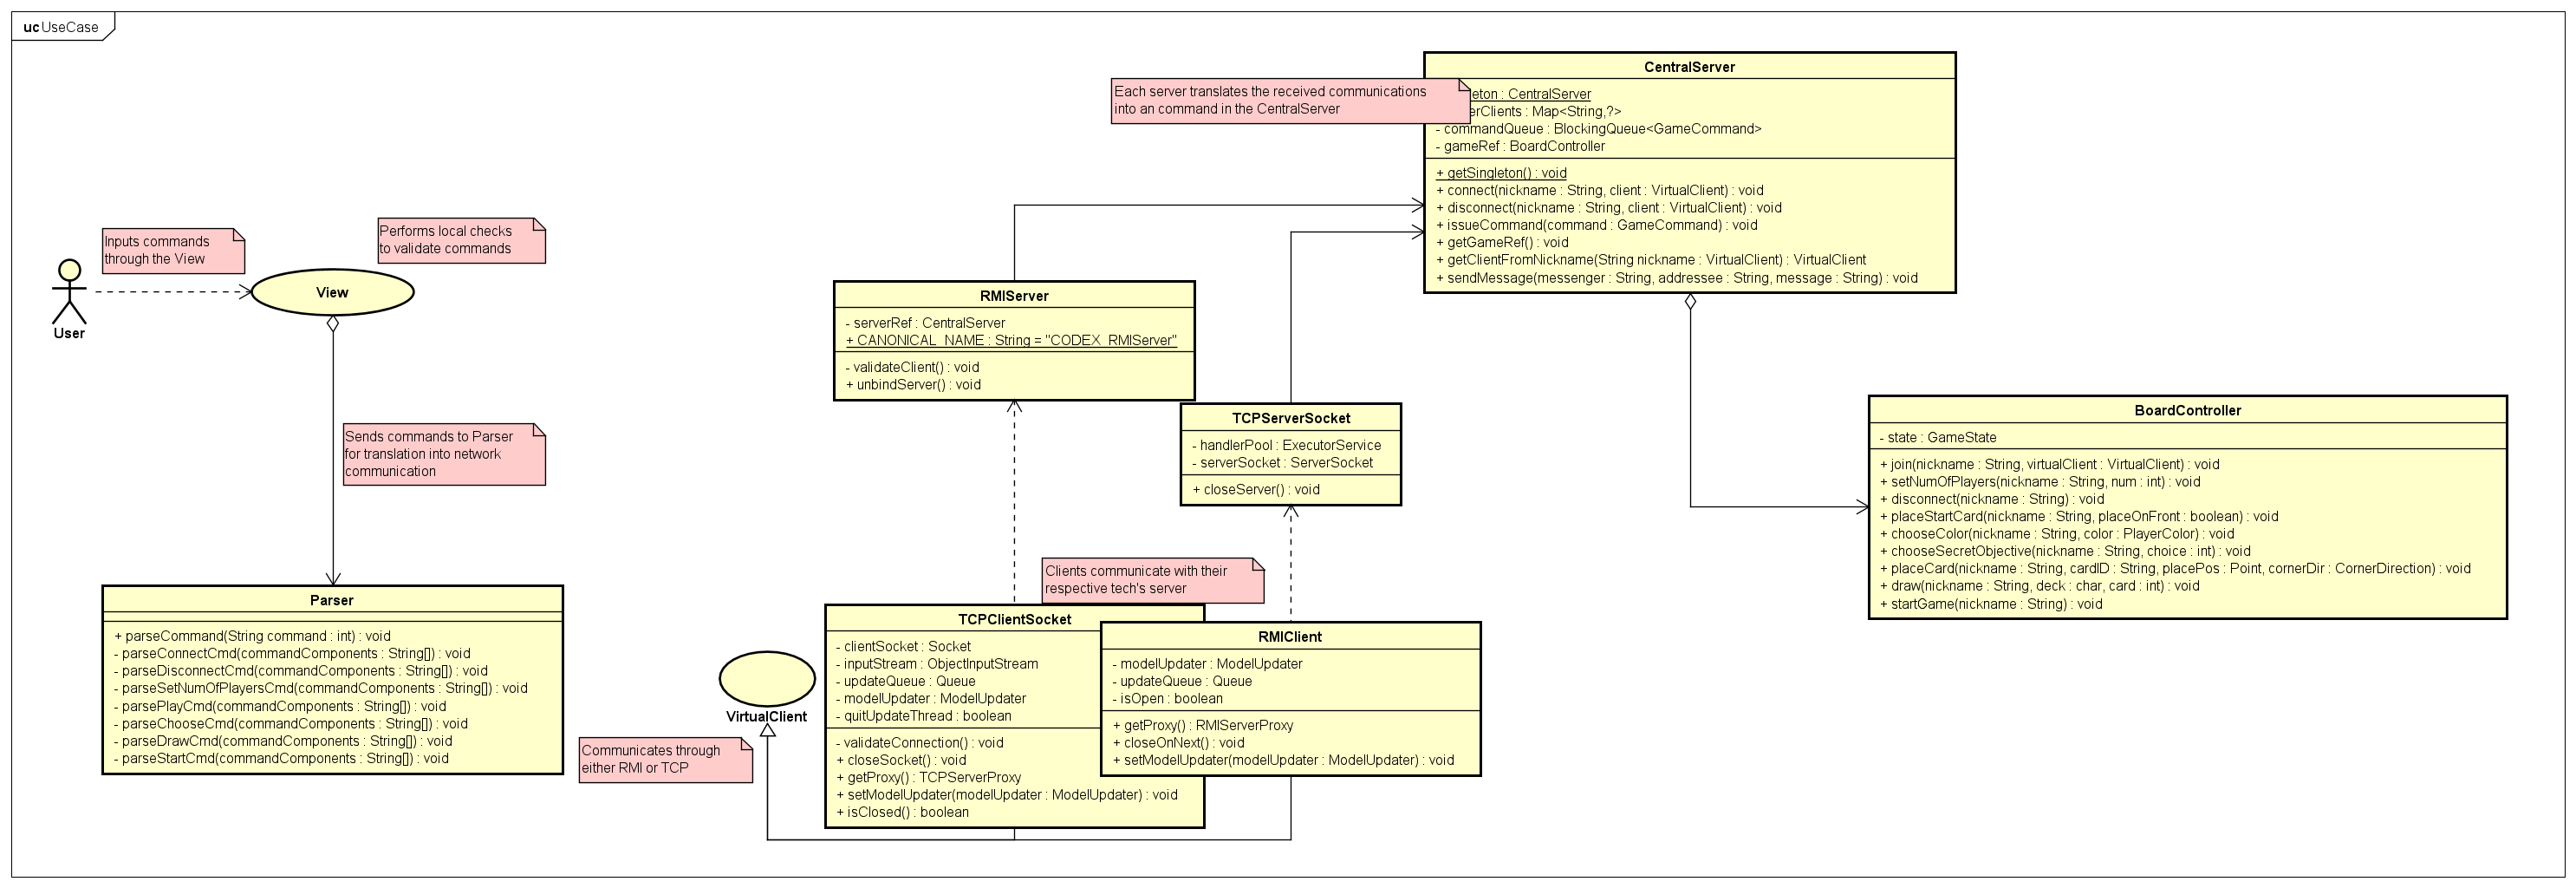 uc UseCase
Inputs commands
through the View
Performs local checks
to validate commands
User
View
Sends commands to Parser
for translation into network
communication
Parser
+ parseCommand(String command : int) : void
- parseConnectCmd(commandComponents : String[]) : void
- parseDisconnectCmd(commandComponents : String[]) : void
- parseSetNumOfPlayersCmd(commandComponents : String[]) : void
- parsePlayCmd(commandComponents : String[]) : void
- parseChooseCmd(commandComponents : String[]) : void
- parseDrawCmd(commandComponents : String[]) : void
- parseStartCmd(commandComponents : String[]) : void
Each server translates the received communications
into an command in the CentralServer
CentralServer
: CentralServer
: Map<String,?>
- commandQueue : BlockingQueue<GameCommand>
- gameRef : BoardController
+ getSingleton() : void
+ connect(nickname : String, client : VirtualClient) : void
+ disconnect(nickname : String, client : VirtualClient) : void
+ issueCommand(command : GameCommand) : void
+ getGameRef() : void
+ getClientFromNickname(String nickname : VirtualClient) : VirtualClient
+ sendMessage(messenger : String, addressee : String, message : String) : void
RMIServer
- serverRef : CentralServer
+ CANONICAL_NAME : String = "CODEX_RMIServer"
- validateClient() : void
+ unbindServer() : void
TCPServerSocket
- handlerPool : ExecutorService
- serverSocket : ServerSocket
+ closeServer() : void
BoardController
- state : GameState
+ join(nickname : String, virtualClient : VirtualClient) : void
+ setNumOfPlayers(nickname : String, num : int) : void
+ disconnect(nickname : String) : void
+ placeStartCard(nickname : String, placeOnFront : boolean) : void
+ chooseColor(nickname : String, color : PlayerColor) : void
+ chooseSecretObjective(nickname : String, choice : int) : void
+ placeCard(nickname : String, cardID : String, placePos : Point, cornerDir : CornerDirection) : void
+ draw(nickname : String, deck : char, card : int) : void
+ startGame(nickname : String) : void
Clients communicate with their
respective tech's server
VirtualClient
Communicates through
either RMI or TCP
TCPClientSocket
- clientSocket : Socket
- inputStream : ObjectInputStream
- updateQueue : Queue
- modelUpdater : ModelUpdater
- quitUpdateThread : boolean
- validateConnection() : void
+ closeSocket() : void
+ getProxy() : TCPServerProxy
+ setModelUpdater(modelUpdater : ModelUpdater) : void
+ isClosed() : boolean
RMIClient
- modelUpdater : ModelUpdater
- updateQueue : Queue
- isOpen : boolean
+ getProxy() : RMIServerProxy
+ closeOnNext() : void
+ setModelUpdater(modelUpdater : ModelUpdater) : void